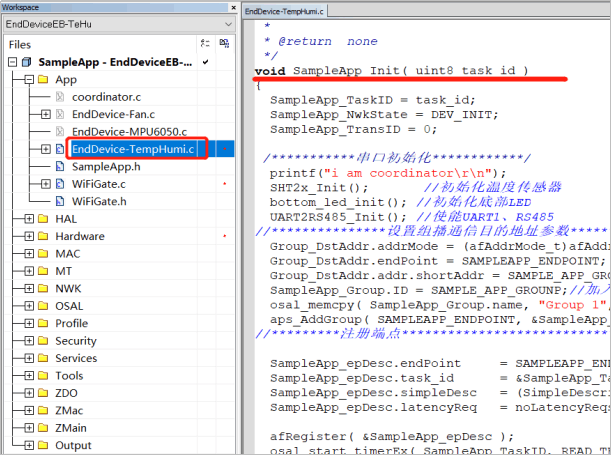 Workspace
EndDeviceEB-TeHu
Files
SampleApp - EndDeviceEB-...
App
coordinator.c
EndDevice-Fan.c
EndDevice-MPU6050.c
EndDevice-TempHumi.c
SampleApp.h
WiFiGate.c
WiFiGate.h
HAL
Hardware
MAC
MT
NWK
OSAL
Profile
Security
Services
Tools
ZDO
ZMac
ZMain
Output
EndDevice-TempHumi.c
*
* @return none
*/
void SampleApp_Init( uint8 task_id )
{
SampleApp_TaskID = task_id;
SampleApp_NwkState = DEV_INIT;
SampleApp_TransID = 0;
/***********串口初始化************/
printf("i am coordinator\r\n");
SHT2x_Init(); //初始化温度传感器
bottom_led_init(); //初始化底部LED
UART2RS485_Init(); //使能UART1、RS485
//***************设置组播通信目的地址参数*****
Group_DstAddr.addrMode = (afAddrMode_t)afAddr
Group_DstAddr.endPoint = SAMPLEAPP_ENDPOINT;
Group_DstAddr.addr.shortAddr = SAMPLE_APP_GRO
SampleApp_Group.ID = SAMPLE_APP_GROUNP;//加入
osal_memcpy( SampleApp_Group.name, "Group 1",
aps_AddGroup( SAMPLEAPP_ENDPOINT, &SampleApp_
//*********注册端点***************************
SampleApp_epDesc.endPoint = SAMPLEAPP_END
SampleApp_epDesc.task_id = &SampleApp_Ta
SampleApp_epDesc.simpleDesc = (SimpleDescri
SampleApp_epDesc.latencyReq = noLatencyReqs
afRegister( &SampleApp_epDesc );
osal_start_timerEx( SampleApp_TaskID, READ_T